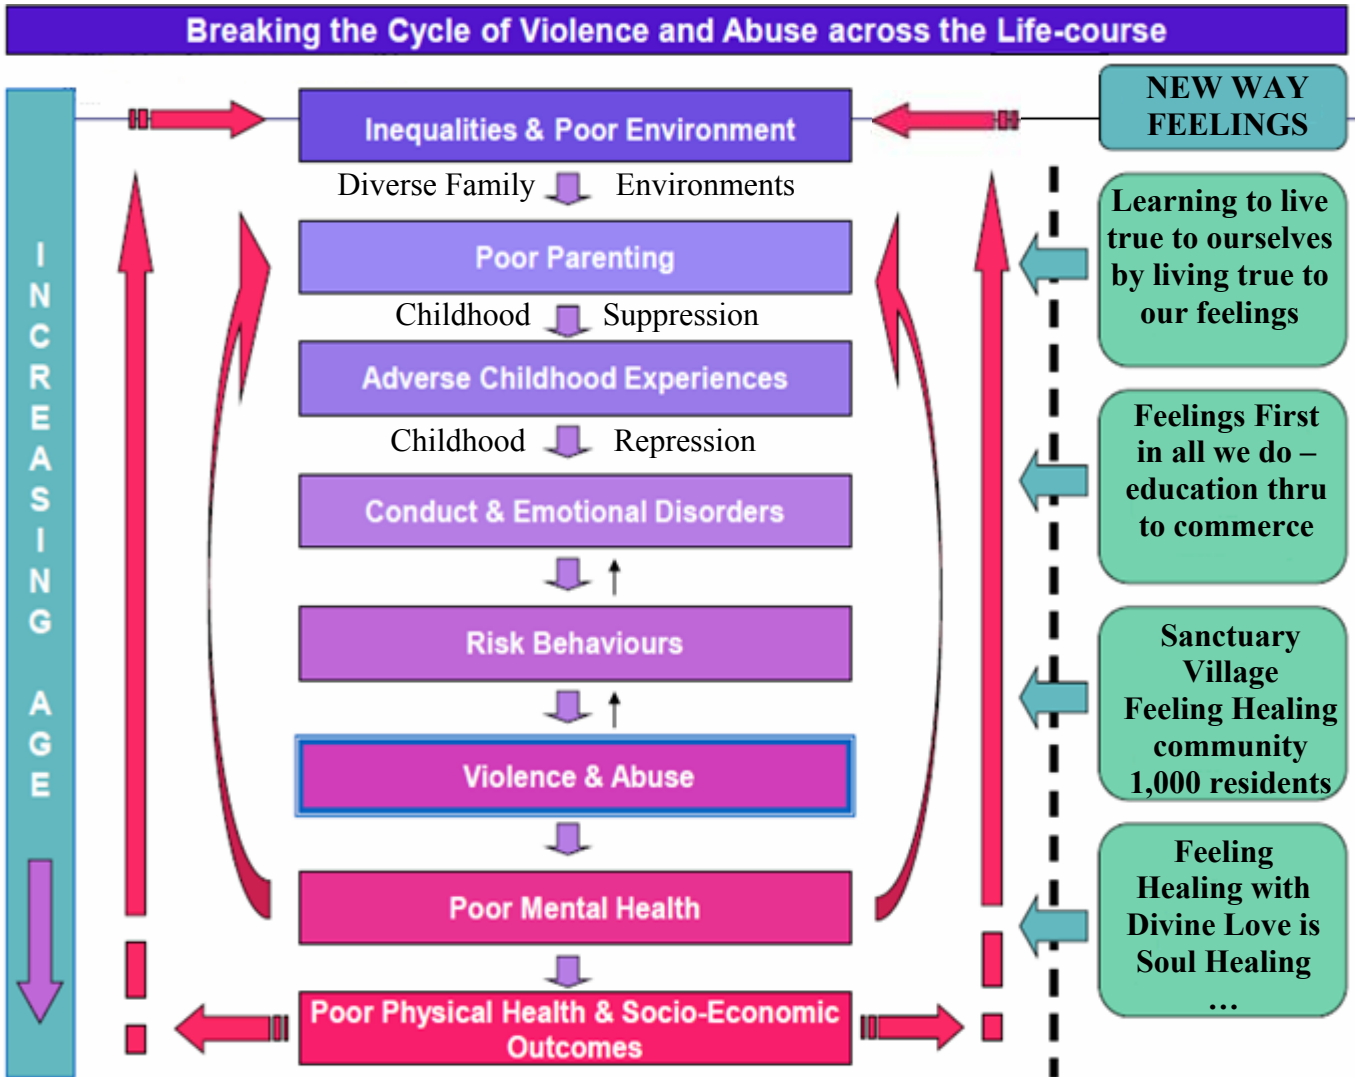 Breaking the Cycle of Violence and Abuse across the Life-course
INCREASING AGE
Inequalities & Poor Environment
Diverse Family Environments
Poor Parenting
Childhood Suppression
Adverse Childhood Experiences
Childhood Repression
Conduct & Emotional Disorders
Risk Behaviours
Violence & Abuse
Poor Mental Health
Poor Physical Health & Socio-Economic
Outcomes
NEW WAY
FEELINGS
Learning to live
true to ourselves
by living true to
our feelings
Feelings First
in all we do –
education thru
to commerce
Sanctuary
Village
Feeling Healing
community
1,000 residents
Feeling
Healing with
Divine Love is
Soul Healing
…